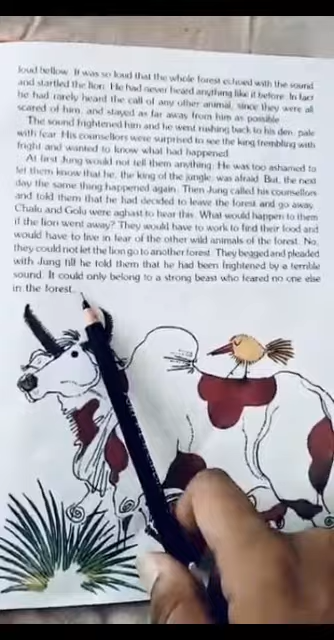 loud bellow. It was so loud that the whole forest echoed with the sound
and startled the lion. He had never heard anything like it before. In fact
he had rarely heard the call of any other animal, since they were all
scared of him, and stayed as far away from him as possible.
The sound frightened him and he went rushing back to his den, pale
with fear. His counsellors were surprised to see the king trembling with
fright and wanted to know what had happened.
At first Jung would not tell them anything. He was too ashamed to
let them know that he, the king of the jungle, was afraid. But, the next
day the same thing happened again. Then Jung called his counsellors
and told them that he had decided to leave the forest and go away.
Chalu and Golu were aghast to hear this. What would happen to them
if the lion went away? They would have to work to find their food and
would have to live in fear of the other wild animals of the forest. No,
they could not let the lion go to another forest. They begged and pleaded
with Jung till he told them that he had been frightened by a terrible
sound. It could only belong to a strong beast who feared no one else
in the forest.